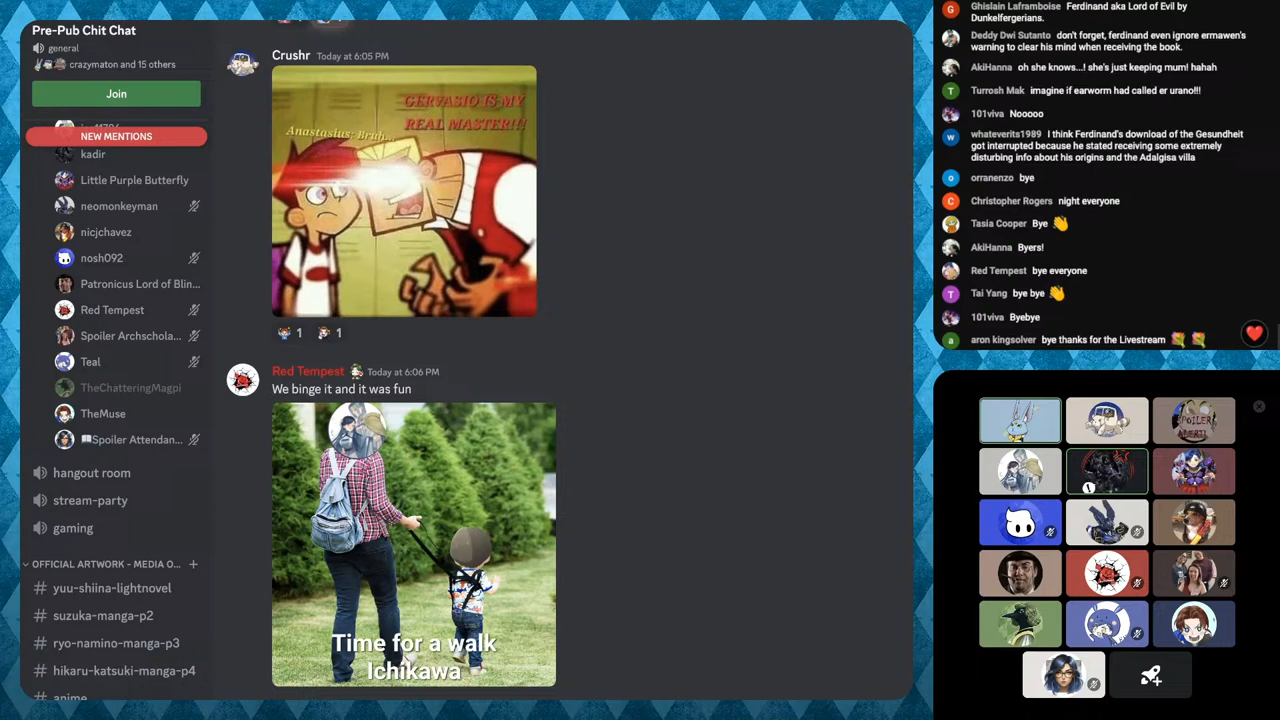 Pre-Pub Chit Chat
general
crazymaton and 15 others
Join
NEW MENTIONS
kadir
Little Purple Butterfly
neomonkeyman
nicjchavez
nosh092
Patronicus Lord of Blin...
Red Tempest
Spoiler Archschola...
Teal
TheChatteringMagpi
TheMuse
📖Spoiler Attendan...
hangout room
stream-party
gaming
OFFICIAL ARTWORK - MEDIA O... +
# yuu-shiina-lightnovel
# suzuka-manga-p2
# ryo-namino-manga-p3
# hikaru-katsuki-manga-p4
# anime
Crushr Today at 6:05 PM
GERVASIO IS MY
REAL MASTER!!!
Anastasius; Bruh...
1 1
Red Tempest Today at 6:06 PM
We binge it and it was fun
Time for a walk
Ichikawa
Ghislain Laframboise Ferdinand aka Lord of Evil by
Dunkelfergerians.
Deddy Dwi Sutanto don't forget, ferdinand even ignore ermawen's
warning to clear his mind when receiving the book.
AkiHanna oh she knows...! she's just keeping mum! hahah
Turrosh Mak imagine if earworm had called er urano!!!
101viva Nooooo
whateverits1989 I think Ferdinand's download of the Gesundheit
got interrupted because he stated receiving some extremely
disturbing info about his origins and the Adalgisa villa
orranenzo bye
Christopher Rogers night everyone
Tasia Cooper Bye 👋
AkiHanna Byers!
Red Tempest bye everyone
Tai Yang bye bye 👋
101viva Byebye
aron kingsolver bye thanks for the Livestream 💐 💐
SPOILER
ALERT!